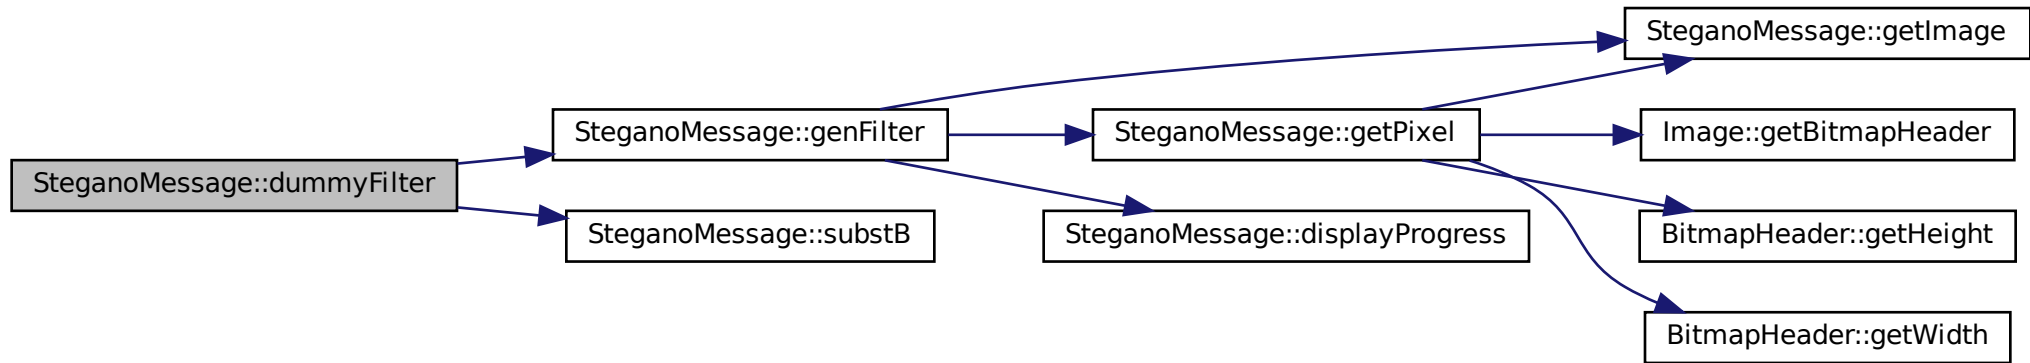 SteganoMessage::dummyFilter
SteganoMessage::genFilter
SteganoMessage::substB
SteganoMessage::getPixel
SteganoMessage::displayProgress
SteganoMessage::getImage
Image::getBitmapHeader
BitmapHeader::getHeight
BitmapHeader::getWidth